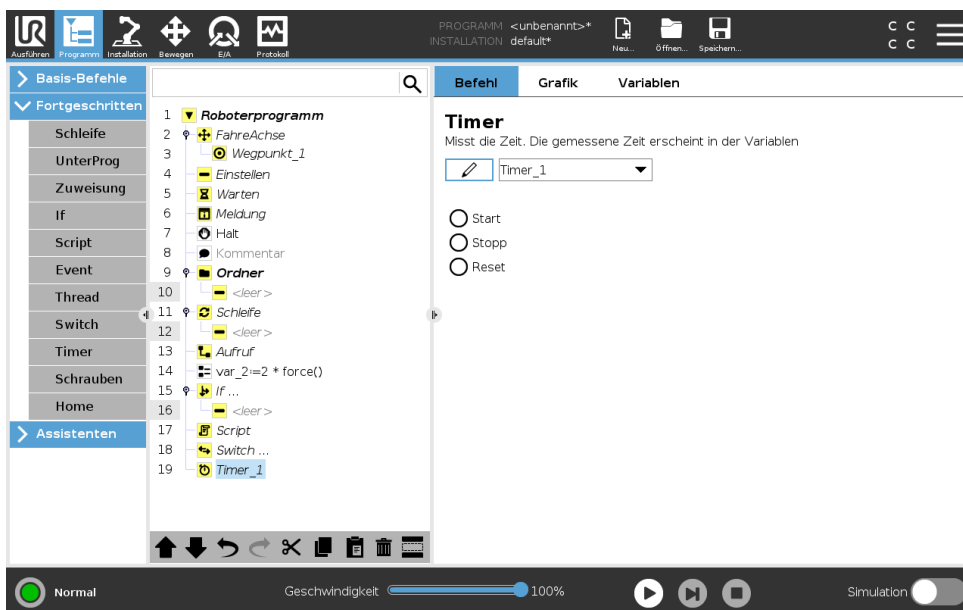 UR
PROGRAMM <unbenannt>*
INSTALLATION default*
Ausführen Programm Installation Bewegen E/A Protokoll
Neu... Öffnen... Speichern...
C C
C C
Basis-Befehle
Fortgeschritten
Schleife
UnterProg
Zuweisung
If
Script
Event
Thread
Switch
Timer
Schrauben
Home
Assistenten
1 Roboterprogramm
2 FahreAchse
3 Wegpunkt_1
4 Einstellen
5 Warten
6 Meldung
7 Halt
8 Kommentar
9 Ordner
10 <leer>
11 Schleife
12 <leer>
13 Aufruf
14 var_2:=2 * force()
15 If ...
16 <leer>
17 Script
18 Switch ...
19 Timer_1
Befehl Grafik Variablen
Timer
Misst die Zeit. Die gemessene Zeit erscheint in der Variablen
Timer_1
Start
Stopp
Reset
Normal
Geschwindigkeit 100%
Simulation